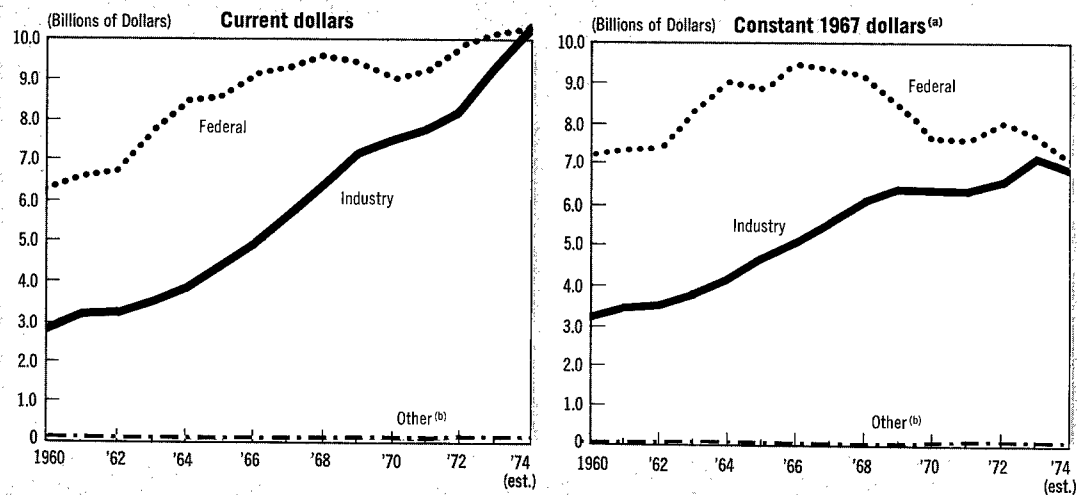 (Billions of Dollars) Current dollars
10.0
9.0
8.0
7.0
6.0
5.0
4.0
3.0
2.0
1.0
0
Federal
Industry
Other (b)
1960 '62 '64 '66 '68 '70 '72 '74
(est.)
(Billions of Dollars) Constant 1967 dollars (a)
10.0
9.0
8.0
7.0
6.0
5.0
4.0
3.0
2.0
1.0
0
Federal
Industry
Other (b)
1960 '62 '64 '66 '68 '70 '72 '74
(est.)